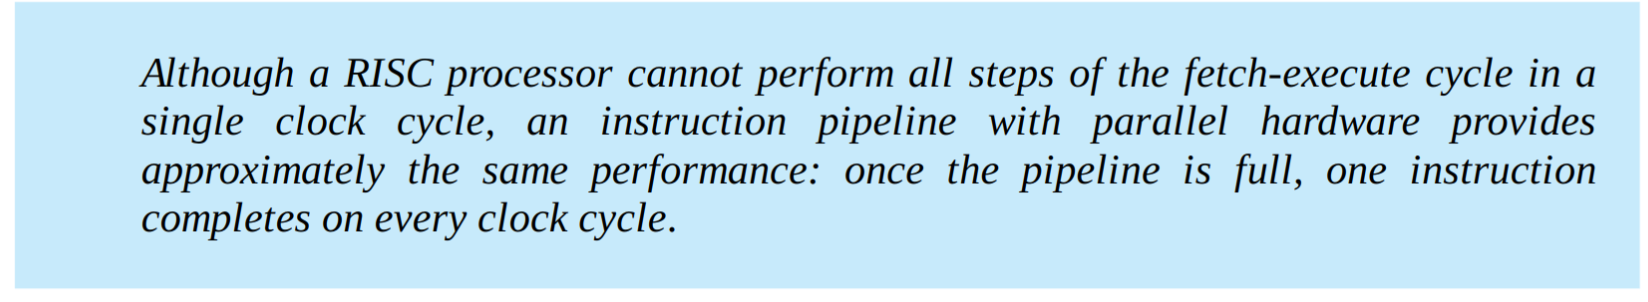 Although a RISC processor cannot perform all steps of the fetch-execute cycle in a
single clock cycle, an instruction pipeline with parallel hardware provides
approximately the same performance: once the pipeline is full, one instruction
completes on every clock cycle.